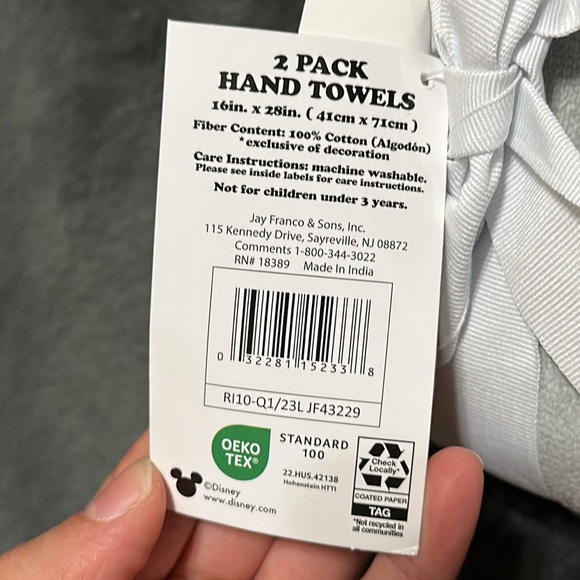 2 PACK
HAND TOWELS
16in. x 28in. ( 41cm x 71cm )
Fiber Content: 100% Cotton (Algodón)
*exclusive of decoration
Care Instructions: machine washable.
Please see inside labels for care instructions.
Not for children under 3 years.
Jay Franco & Sons, Inc.
115 Kennedy Drive, Sayreville, NJ 08872
Comments 1-800-344-3022
RN# 18389 Made In India
0 32281 15233 8
RI10-Q1/23L JF43229
OEKO
TEX®
STANDARD
100
22.HUS.42138
Hohenstein HTTI
©Disney
www.disney.com
Check
Locally*
COATED PAPER
TAG
*Not recycled in
all communities